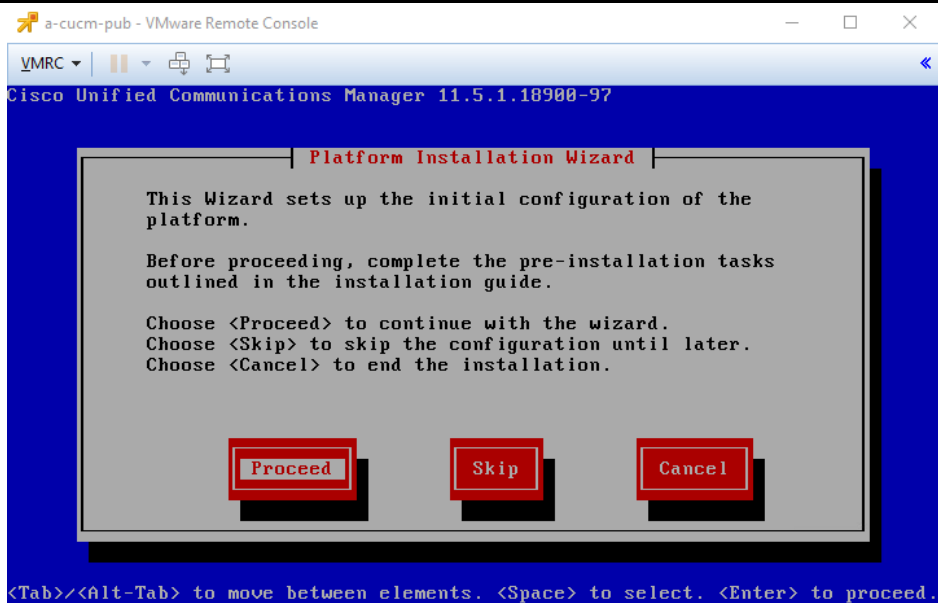 a-cucm-pub - VMware Remote Console
VMRC
Cisco Unified Communications Manager 11.5.1.18900-97
Platform Installation Wizard
This Wizard sets up the initial configuration of the
platform.
Before proceeding, complete the pre-installation tasks
outlined in the installation guide.
Choose <Proceed> to continue with the wizard.
Choose <Skip> to skip the configuration until later.
Choose <Cancel> to end the installation.
Proceed Skip Cancel
<Tab>/<Alt-Tab> to move between elements. <Space> to select. <Enter> to proceed.